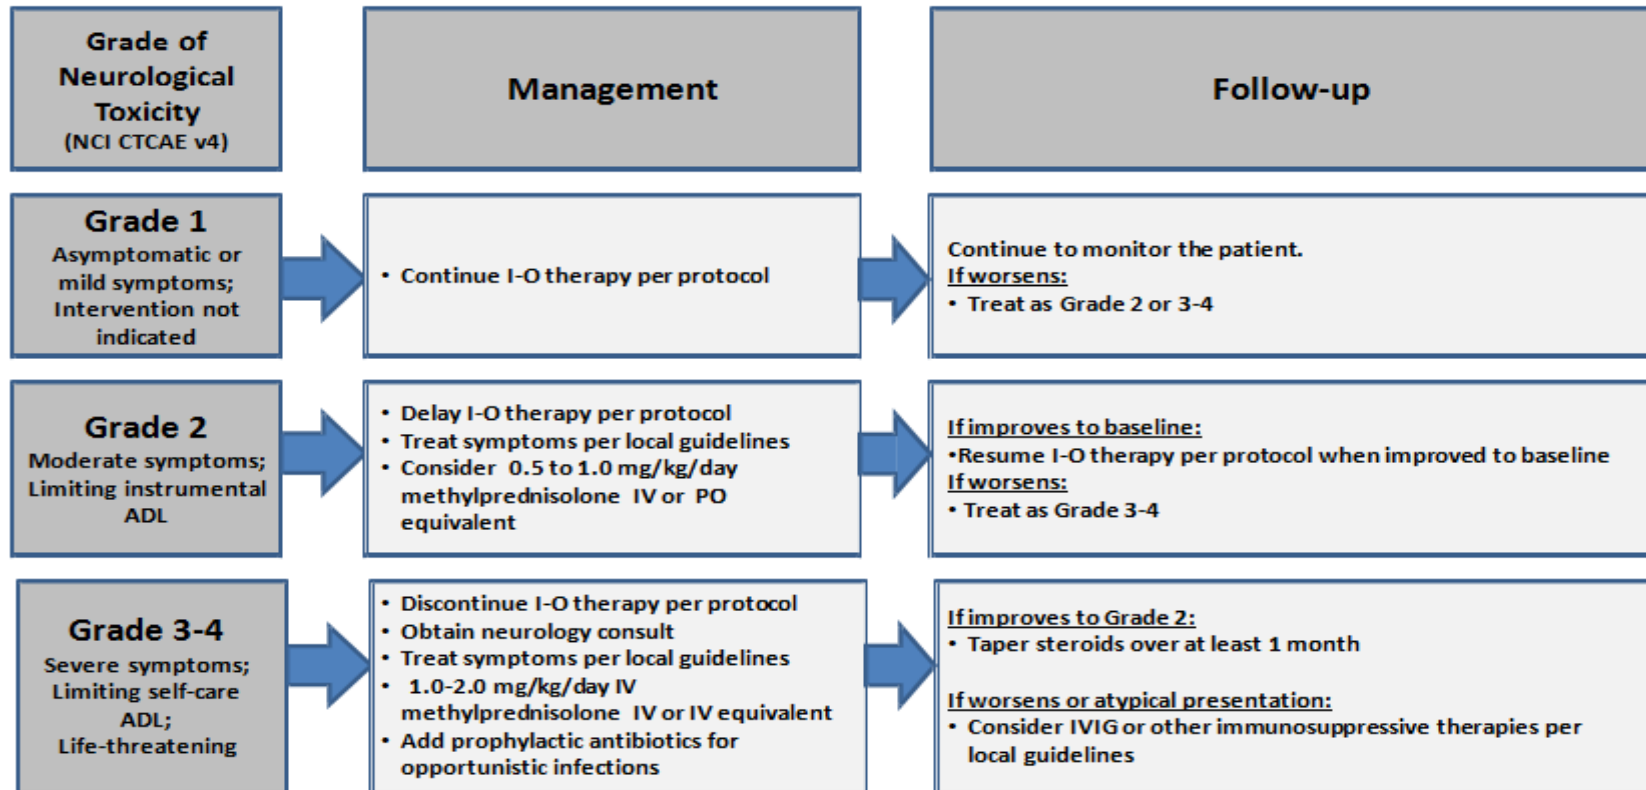 Grade of
Neurological
Toxicity
(NCI CTCAE v4)
Management
Follow-up
Grade 1
Asymptomatic or
mild symptoms;
Intervention not
indicated
• Continue I-O therapy per protocol
Continue to monitor the patient.
If worsens:
• Treat as Grade 2 or 3-4
Grade 2
Moderate symptoms;
Limiting instrumental
ADL
• Delay I-O therapy per protocol
• Treat symptoms per local guidelines
• Consider 0.5 to 1.0 mg/kg/day
methylprednisolone IV or PO
equivalent
If improves to baseline:
•Resume I-O therapy per protocol when improved to baseline
If worsens:
• Treat as Grade 3-4
Grade 3-4
Severe symptoms;
Limiting self-care
ADL;
Life-threatening
• Discontinue I-O therapy per protocol
• Obtain neurology consult
• Treat symptoms per local guidelines
• 1.0-2.0 mg/kg/day IV
methylprednisolone IV or IV equivalent
• Add prophylactic antibiotics for
opportunistic infections
If improves to Grade 2:
• Taper steroids over at least 1 month
If worsens or atypical presentation:
• Consider IVIG or other immunosuppressive therapies per
local guidelines